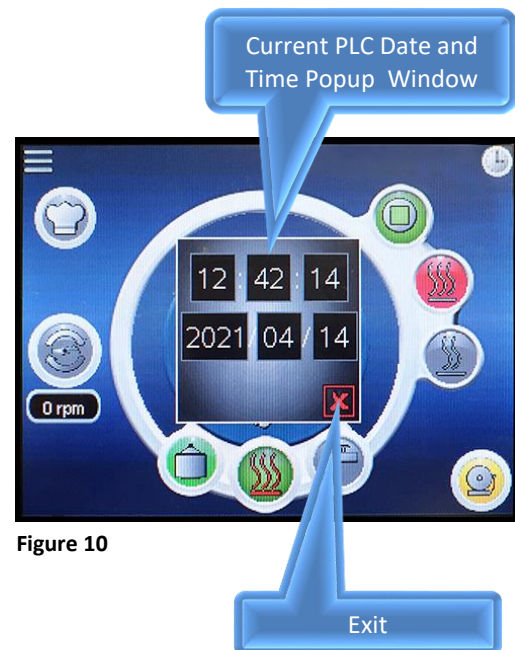 Current PLC Date and
Time Popup Window
12 : 42 : 14
2021 / 04 / 14
X
0 rpm
Figure 10
Exit